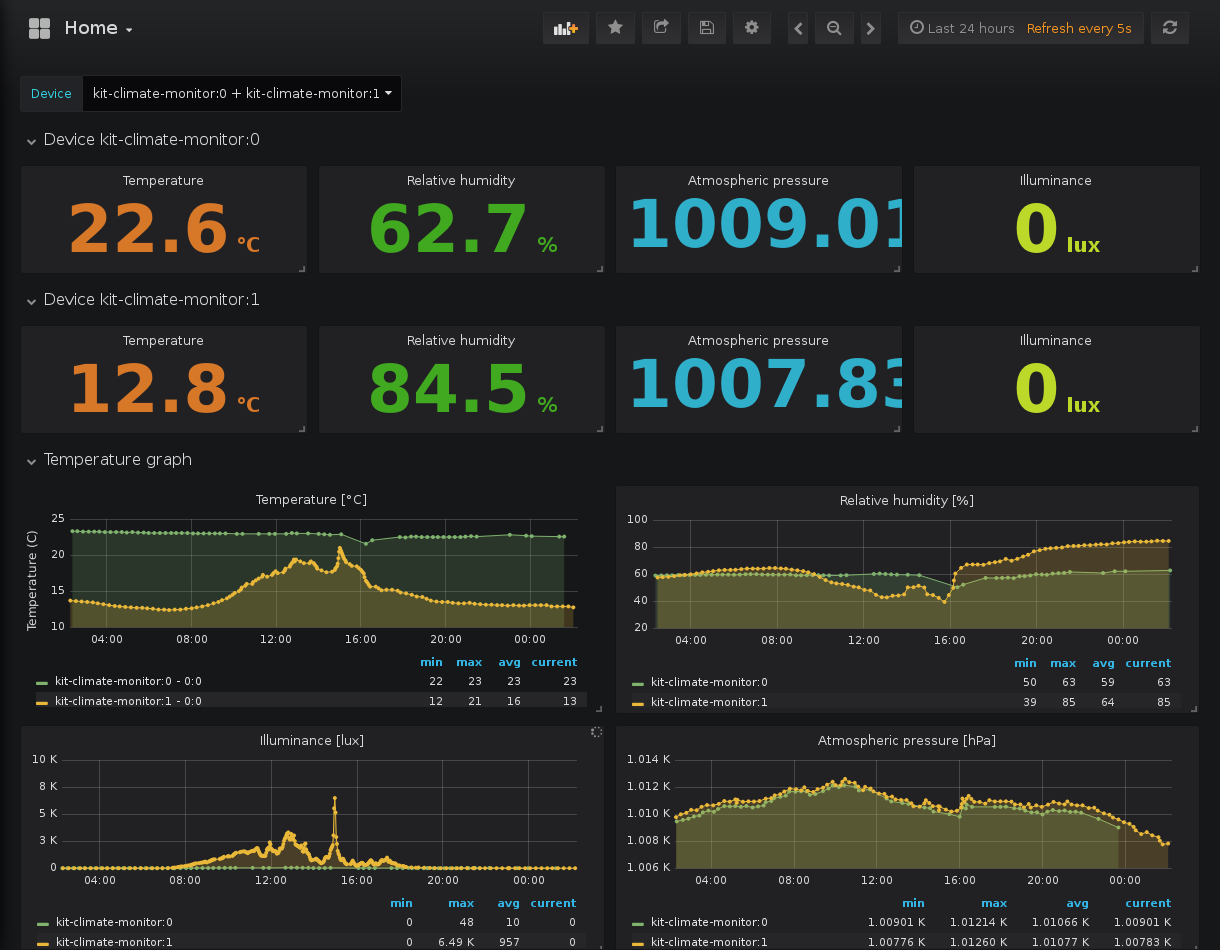 Home
Last 24 hours Refresh every 5s
Device kit-climate-monitor:0 + kit-climate-monitor:1
Device kit-climate-monitor:0
Temperature Relative humidity Atmospheric pressure Illuminance
22.6 °C 62.7 % 1009.01 0 lux
Device kit-climate-monitor:1
Temperature Relative humidity Atmospheric pressure Illuminance
12.8 °C 84.5 % 1007.83 0 lux
Temperature graph
Temperature [°C]
Temperature (C)
25
20
15
10
04:00 08:00 12:00 16:00 20:00 00:00
min max avg current
kit-climate-monitor:0 - 0:0 22 23 23 23
kit-climate-monitor:1 - 0:0 12 21 16 13
Relative humidity [%]
100
80
60
40
20
04:00 08:00 12:00 16:00 20:00 00:00
min max avg current
kit-climate-monitor:0 50 63 59 63
kit-climate-monitor:1 39 85 64 85
Illuminance [lux]
10 K
8 K
5 K
3 K
0
04:00 08:00 12:00 16:00 20:00 00:00
min max avg current
kit-climate-monitor:0 0 48 10 0
kit-climate-monitor:1 0 6.49 K 957 0
Atmospheric pressure [hPa]
1.014 K
1.012 K
1.010 K
1.008 K
1.006 K
04:00 08:00 12:00 16:00 20:00 00:00
min max avg current
kit-climate-monitor:0 1.00901 K 1.01214 K 1.01066 K 1.00901 K
kit-climate-monitor:1 1.00776 K 1.01260 K 1.01077 K 1.00783 K